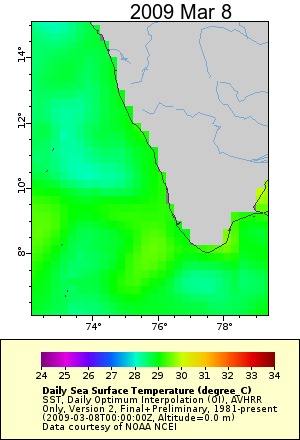 2009 Mar 8
14°
12°
10°
8°
74° 76° 78°
24 25 26 27 28 29 30 31 32 33 34
Daily Sea Surface Temperature (degree_C)
SST, Daily Optimum Interpolation (OI), AVHRR
Only, Version 2, Final+Preliminary, 1981-present
(2009-03-08T00:00:00Z, Altitude=0.0 m)
Data courtesy of NOAA NCEI